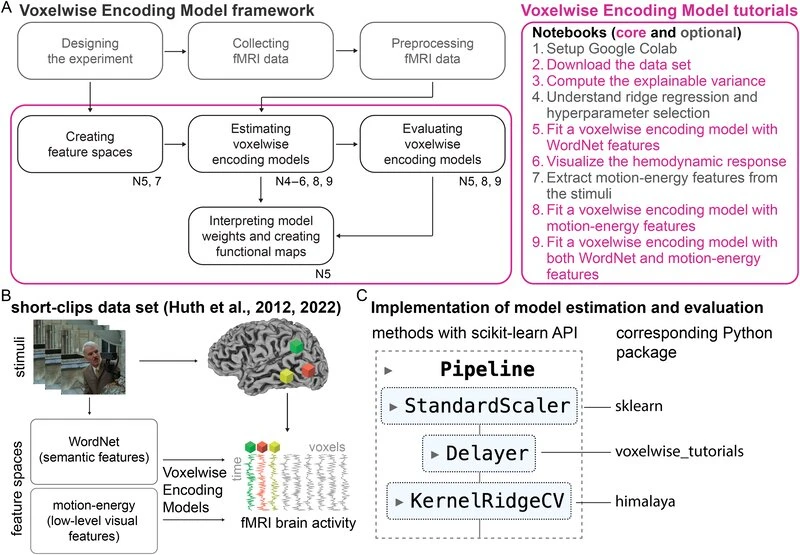 A
Voxelwise Encoding Model framework
Designing
the experiment
Collecting
fMRI data
Preprocessing
fMRI data
Creating
feature spaces
N5, 7
Estimating
voxelwise
encoding models
N4–6, 8, 9
Evaluating
voxelwise
encoding models
N5, 8, 9
Interpreting model
weights and creating
functional maps
N5
Voxelwise Encoding Model tutorials
Notebooks (core and optional)
1. Setup Google Colab
2. Download the data set
3. Compute the explainable variance
4. Understand ridge regression and
hyperparameter selection
5. Fit a voxelwise encoding model with
WordNet features
6. Visualize the hemodynamic response
7. Extract motion-energy features from
the stimuli
8. Fit a voxelwise encoding model with
motion-energy features
9. Fit a voxelwise encoding model with
both WordNet and motion-energy
features
B
short-clips data set (Huth et al., 2012, 2022)
stimuli
feature spaces
WordNet
(semantic features)
motion-energy
(low-level visual
features)
Voxelwise
Encoding
Models
voxels
time
fMRI brain activity
C
Implementation of model estimation and evaluation
methods with scikit-learn API
corresponding Python
package
Pipeline
StandardScaler
sklearn
Delayer
voxelwise_tutorials
KernelRidgeCV
himalaya